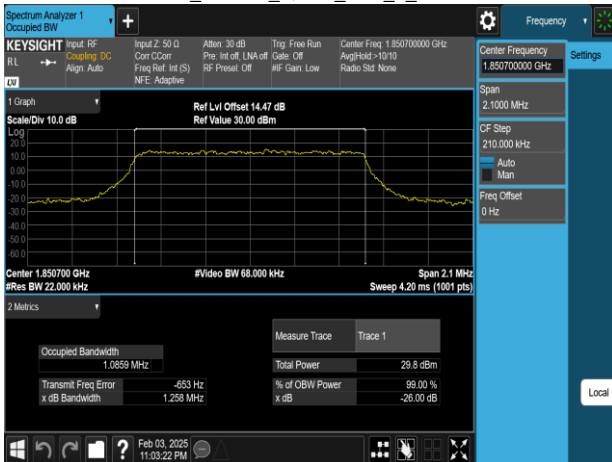 Spectrum Analyzer 1
Occupied BW
Frequency
KEYSIGHT
RL
LXI
Input: RF
Coupling: DC
Align: Auto
Input Z: 50 Ω
Corr CCorr
Freq Ref: Int (S)
NFE: Adaptive
Atten: 30 dB
Pre: Int off, LNA off
RF Preset: Off
Trig: Free Run
Gate: Off
#IF Gain: Low
Center Freq: 1.850700000 GHz
Avg|Hold:>10/10
Radio Std: None
Center Frequency
1.850700000 GHz
Settings
Span
2.1000 MHz
CF Step
210.000 kHz
Auto
Man
Freq Offset
0 Hz
Local
1 Graph
Scale/Div 10.0 dB
Ref Lvl Offset 14.47 dB
Ref Value 30.00 dBm
Log
20.0
10.0
0.00
-10.0
-20.0
-30.0
-40.0
-50.0
-60.0
Center 1.850700 GHz
#Video BW 68.000 kHz
Span 2.1 MHz
#Res BW 22.000 kHz
Sweep 4.20 ms (1001 pts)
2 Metrics
Measure Trace Trace 1
Occupied Bandwidth
1.0859 MHz
Total Power 29.8 dBm
Transmit Freq Error -653 Hz
% of OBW Power 99.00 %
x dB Bandwidth 1.258 MHz
x dB -26.00 dB
?
Feb 03, 2025
11:03:22 PM